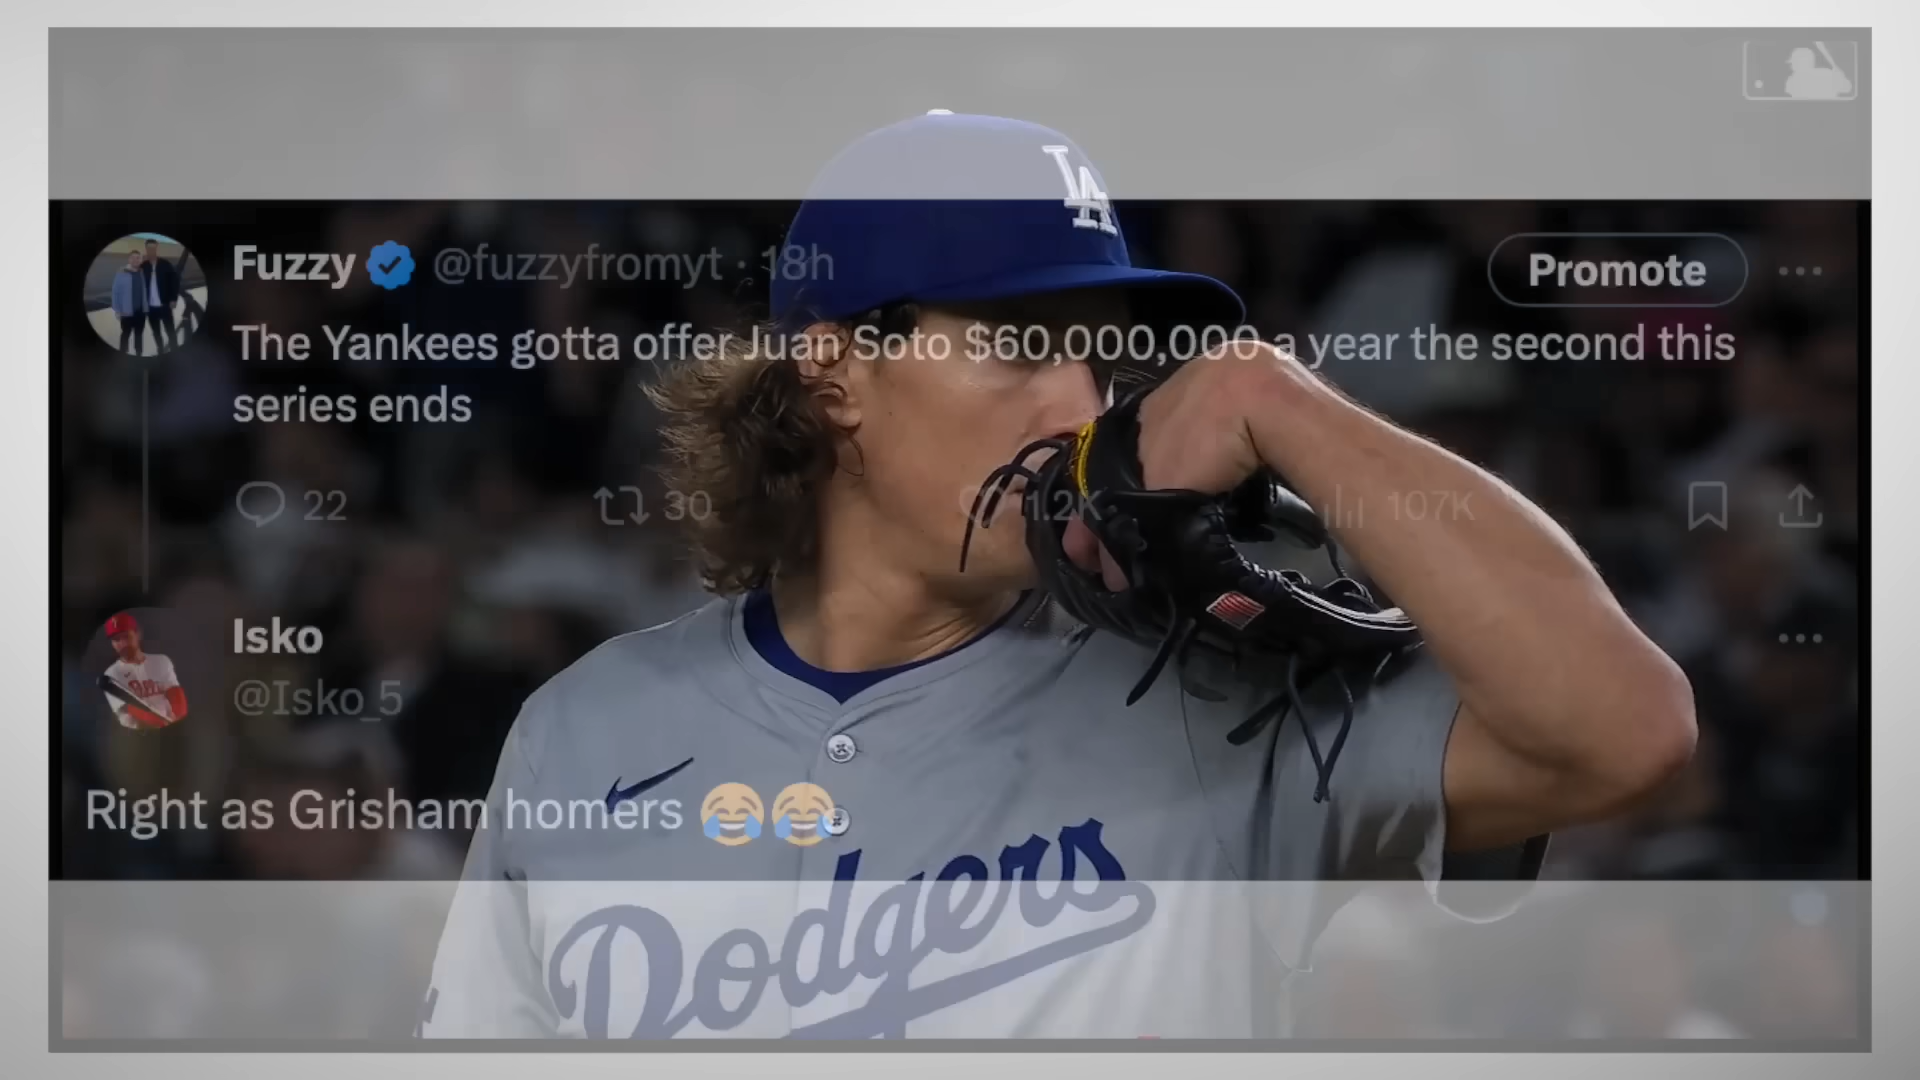 LA
Fuzzy @fuzzyfromyt · 18h
Promote
The Yankees gotta offer Juan Soto $60,000,000 a year the second this
series ends
22 30 1.2K 107K
Isko
@Isko_5
Right as Grisham homers 😂😂
Dodgers